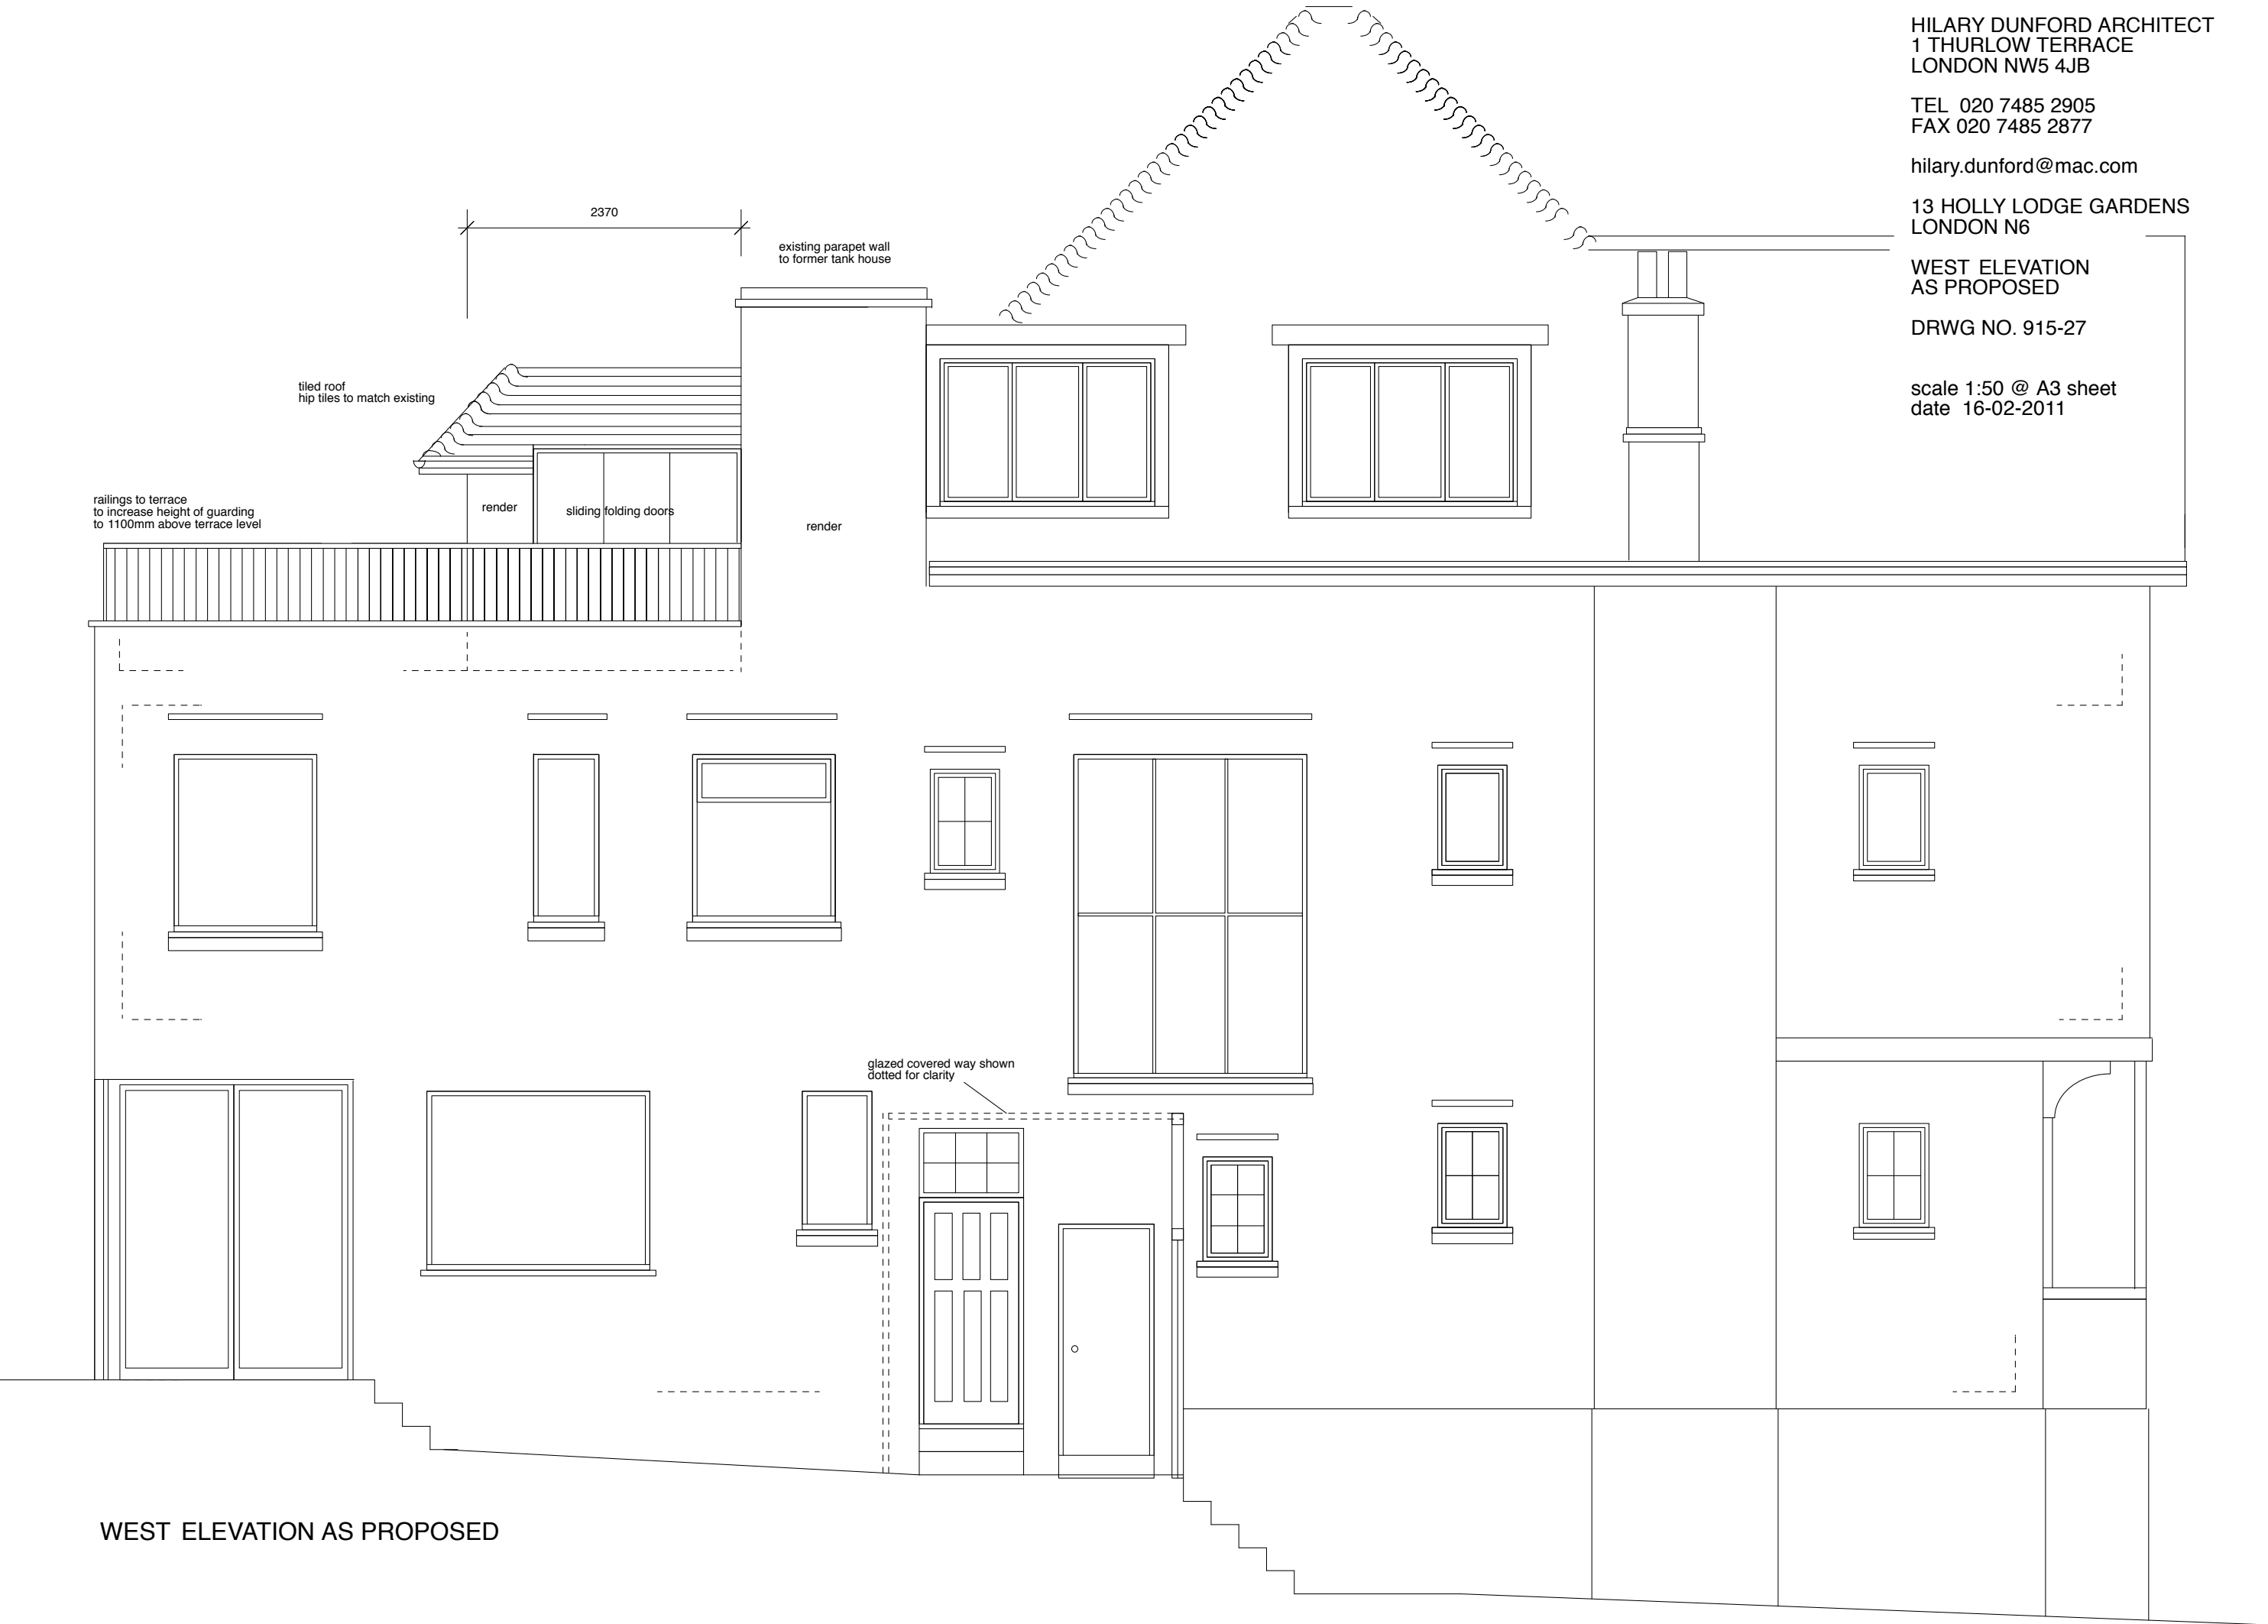 HILARY DUNFORD ARCHITECT
1 THURLOW TERRACE
LONDON NW5 4JB
TEL 020 7485 2905
FAX 020 7485 2877
hilary.dunford@mac.com
13 HOLLY LODGE GARDENS
LONDON N6
WEST ELEVATION
AS PROPOSED
DRWG NO. 915-27
scale 1:50 @ A3 sheet
date 16-02-2011
2370
existing parapet wall
to former tank house
tiled roof
hip tiles to match existing
railings to terrace
to increase height of guarding
to 1100mm above terrace level
render
sliding folding doors
render
glazed covered way shown
dotted for clarity
WEST ELEVATION AS PROPOSED